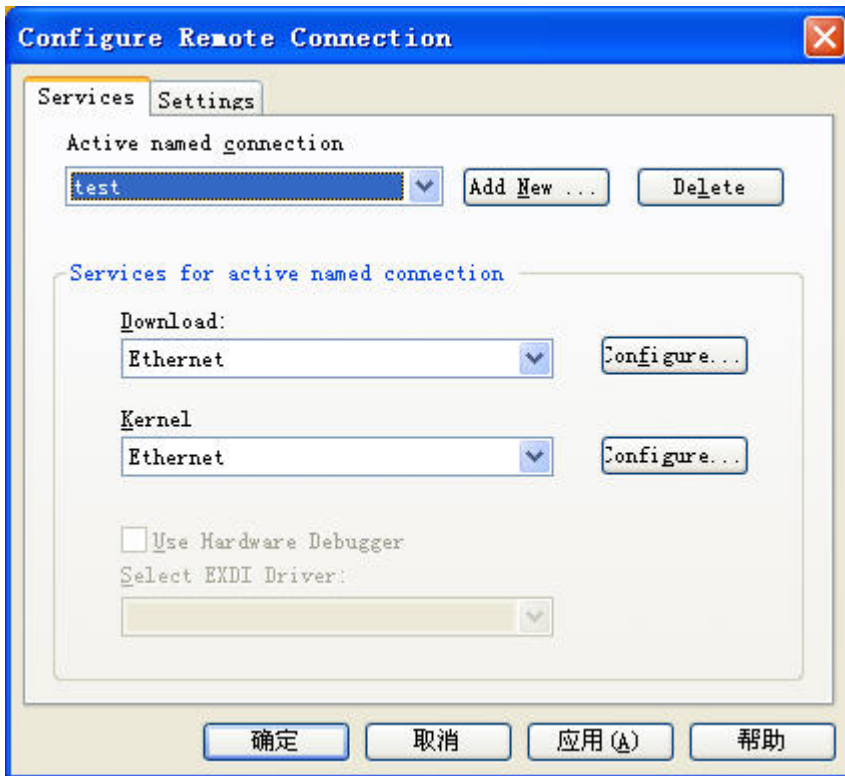 Configure Remote Connection
Services Settings
Active named connection
test Add New ... Delete
Services for active named connection
Download:
Ethernet Configure...
Kernel
Ethernet Configure...
Use Hardware Debugger
Select EXDI Driver:
确定 取消 应用(A) 帮助